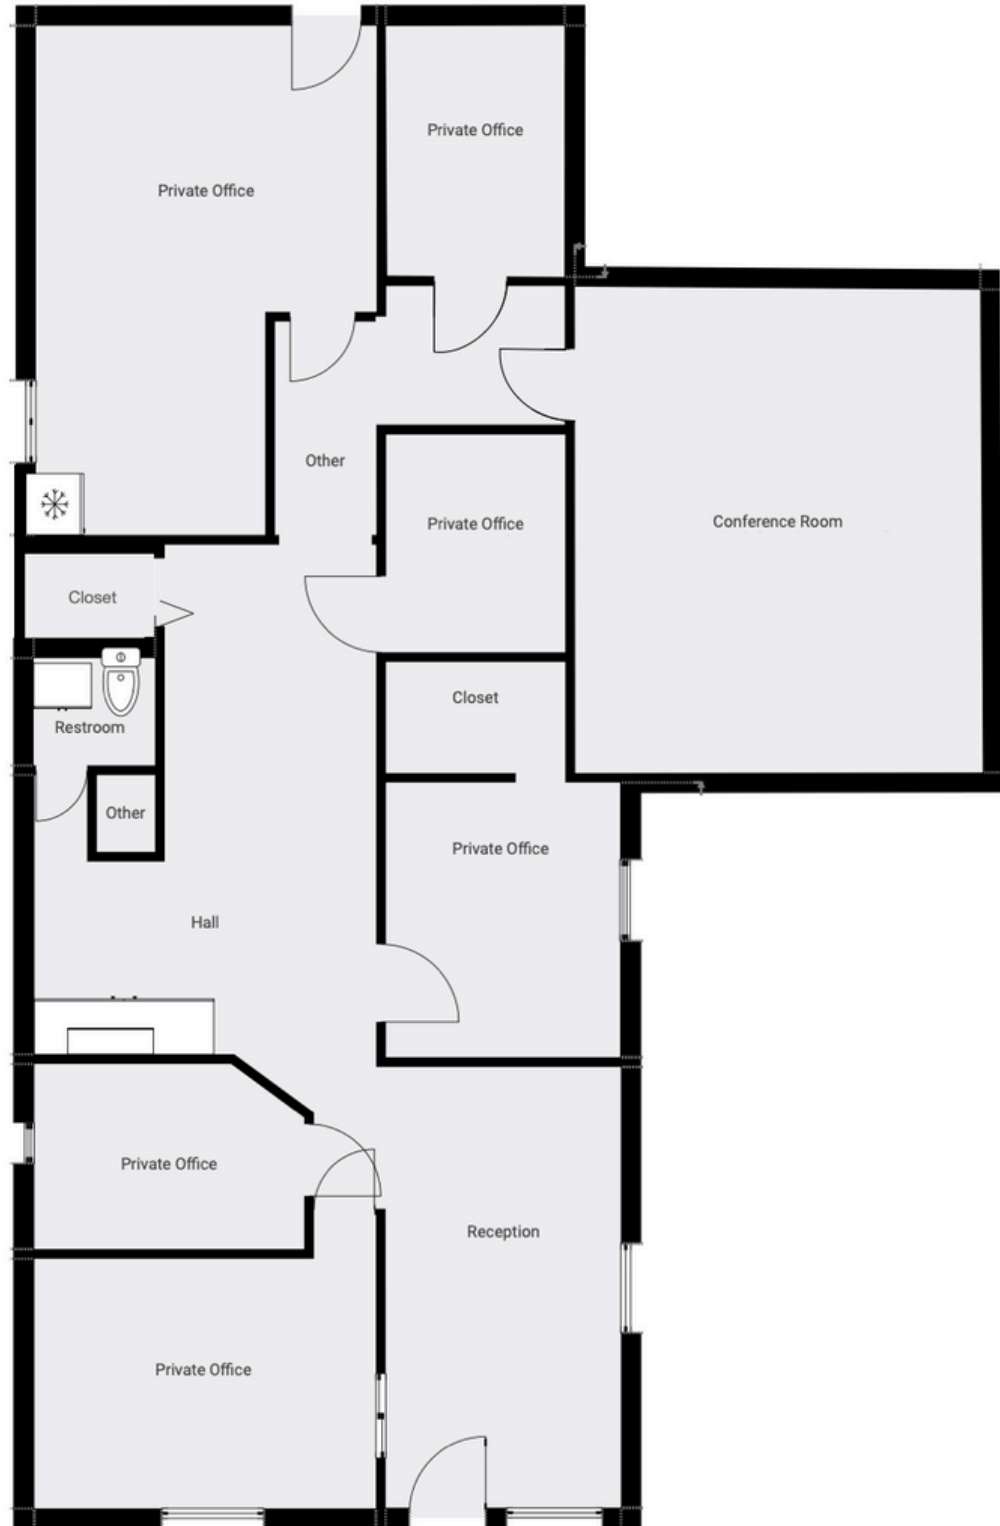 Private Office
Private Office
Other
Private Office
Conference Room
Closet
Closet
Restroom
Other
Private Office
Hall
Private Office
Reception
Private Office